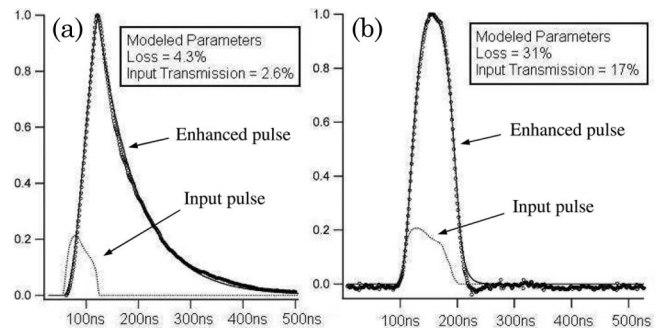 (a)
Modeled Parameters
Loss = 4.3%
Input Transmission = 2.6%
Enhanced pulse
Input pulse
1.0
0.8
0.6
0.4
0.2
0.0
100ns
200ns
300ns
400ns
500ns
(b)
Modeled Parameters
Loss = 31%
Input Transmission = 17%
Enhanced pulse
Input pulse
1.0
0.8
0.6
0.4
0.2
0.0
100ns
200ns
300ns
400ns
500ns